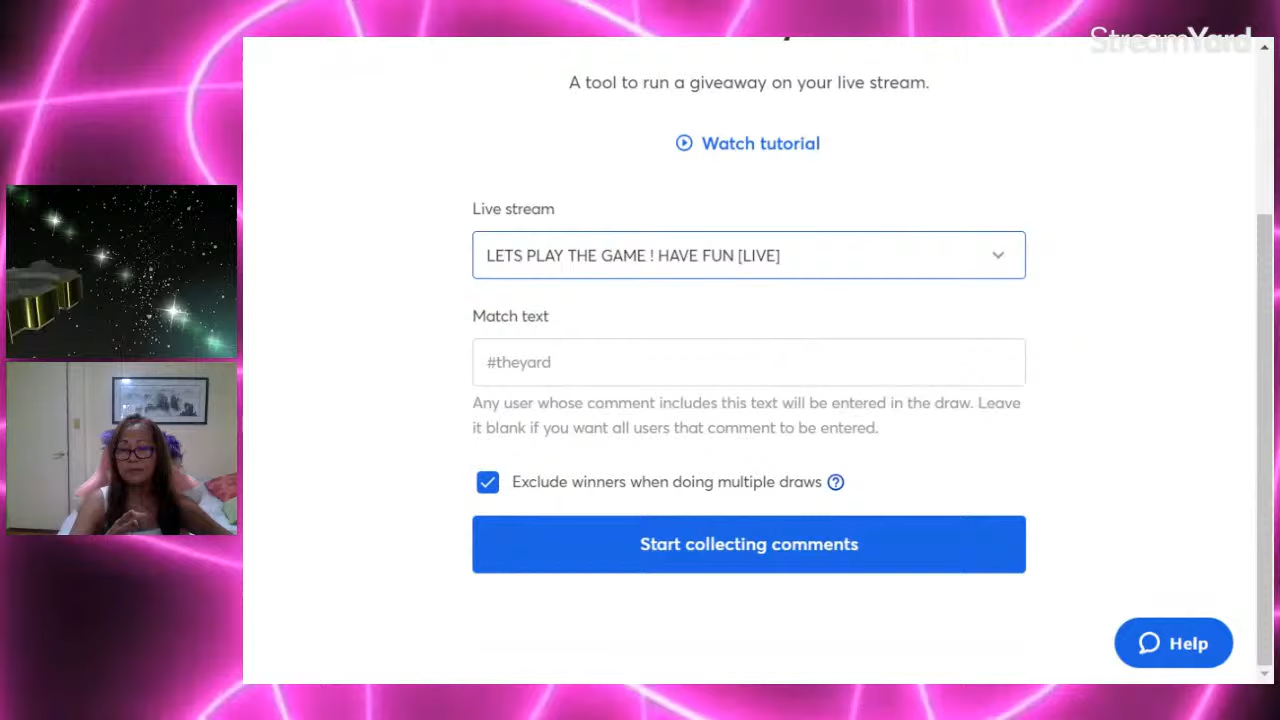 StreamYard
A tool to run a giveaway on your live stream.
Watch tutorial
Live stream
LETS PLAY THE GAME ! HAVE FUN [LIVE]
Match text
#theyard
Any user whose comment includes this text will be entered in the draw. Leave
it blank if you want all users that comment to be entered.
Exclude winners when doing multiple draws
Start collecting comments
Help